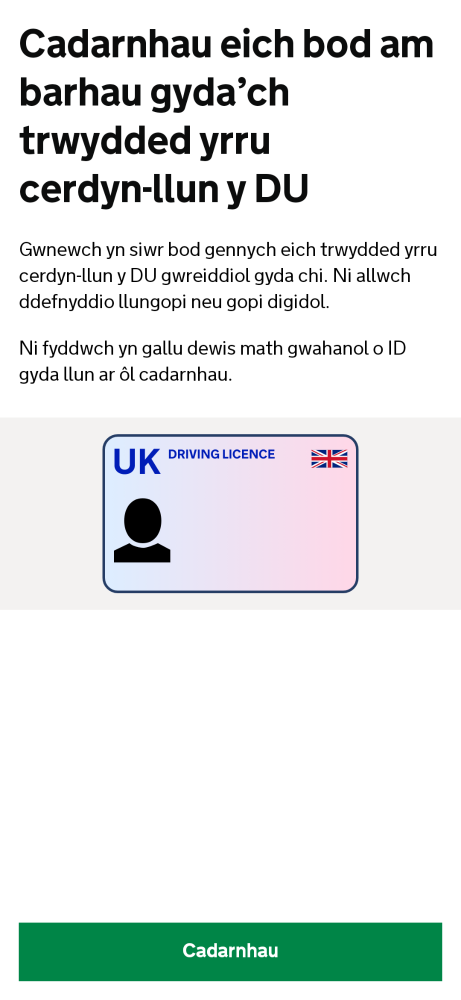 Cadarnhau eich bod am
barhau gyda’ch
trwydded yrru
cerdyn-llun y DU
Gwnewch yn siwr bod gennych eich trwydded yrru
cerdyn-llun y DU gwreiddiol gyda chi. Ni allwch
ddefnyddio llungopi neu gopi digidol.
Ni fyddwch yn gallu dewis math gwahanol o ID
gyda llun ar ôl cadarnhau.
UK DRIVING LICENCE
Cadarnhau